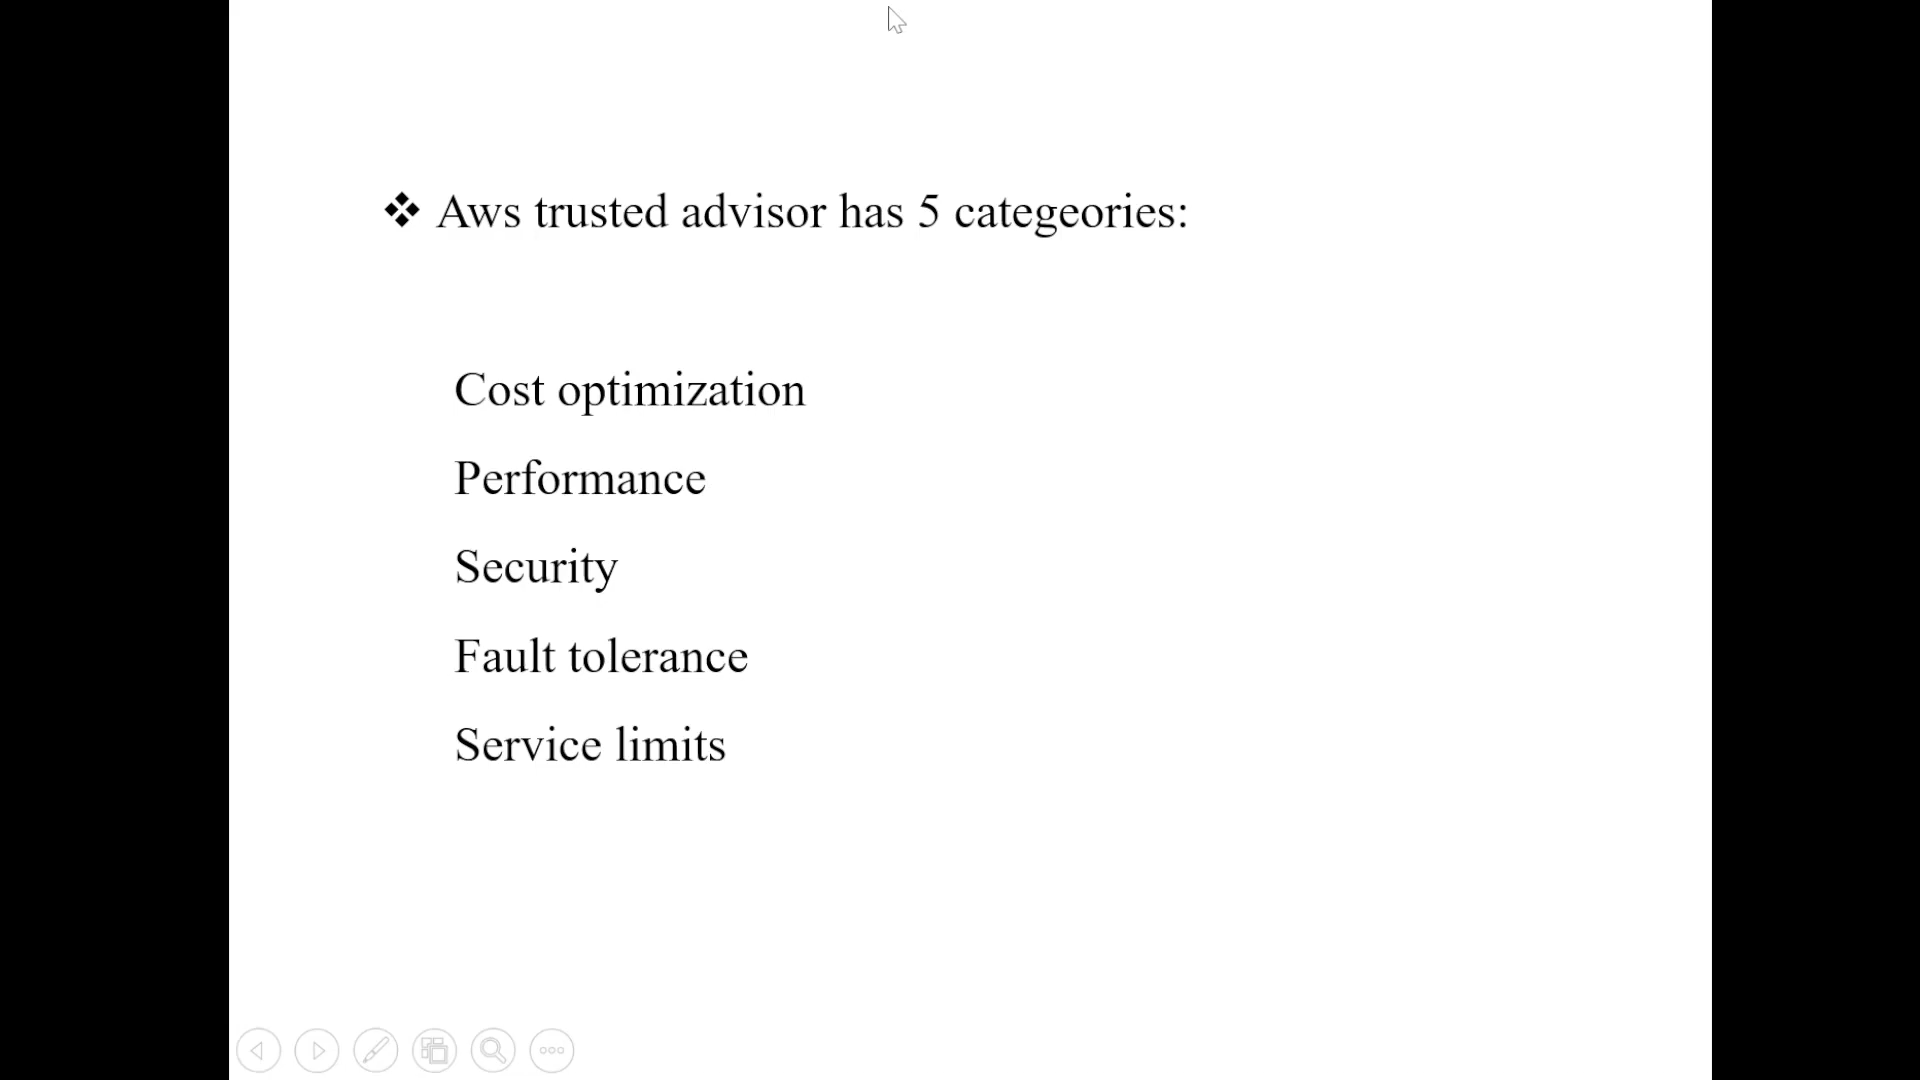 ❖ Aws trusted advisor has 5 categeories:
Cost optimization
Performance
Security
Fault tolerance
Service limits